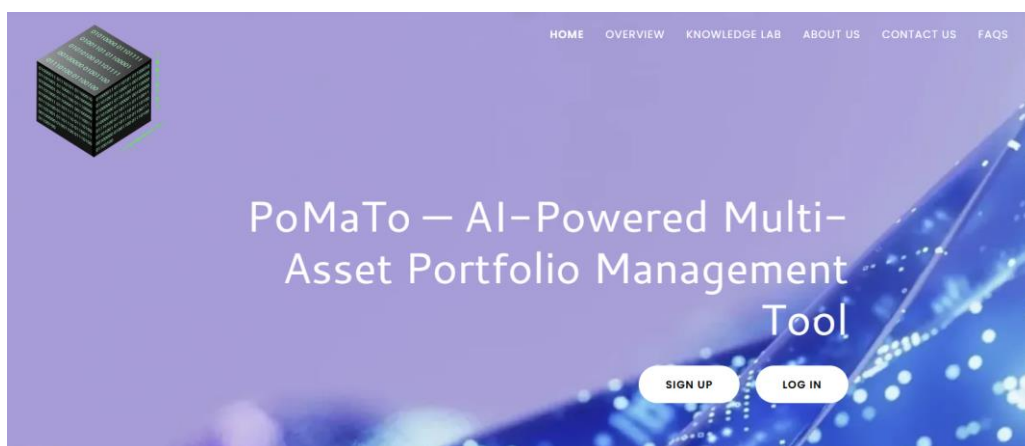 HOME OVERVIEW KNOWLEDGE LAB ABOUT US CONTACT US FAQS
PoMaTo — AI-Powered Multi-
Asset Portfolio Management
Tool
SIGN UP LOG IN